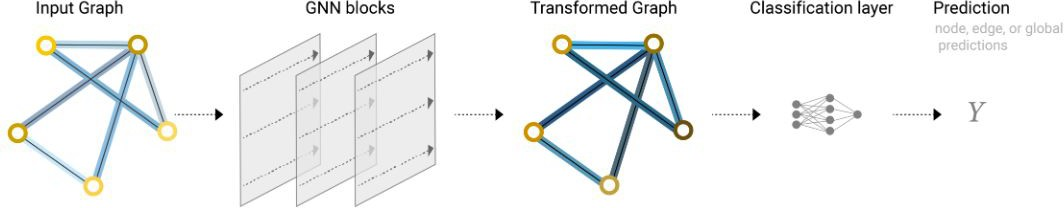 Input Graph
GNN blocks
Transformed Graph
Classification layer
Prediction
node, edge, or global
predictions
Y